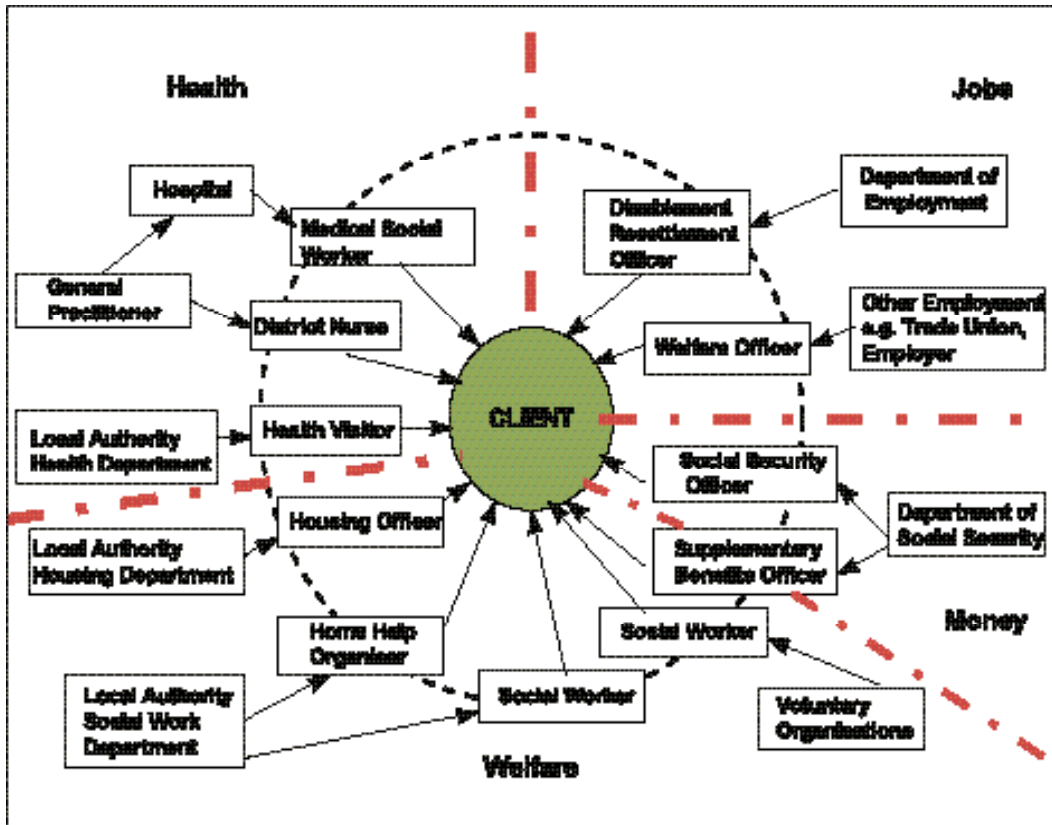 Health
Jobs
Hospital
Medical Social
Worker
General
Practitioner
District Nurse
Disablement
Resettlement
Officer
Department of
Employment
Welfare Officer
Other Employment
e.g. Trade Union,
Employer
CLIENT
Local Authority
Health Department
Health Visitor
Social Security
Officer
Department of
Social Security
Housing Officer
Local Authority
Housing Department
Supplementary
Benefits Officer
Money
Home Help
Organiser
Social Worker
Local Authority
Social Work
Department
Social Worker
Voluntary
Organisations
Welfare